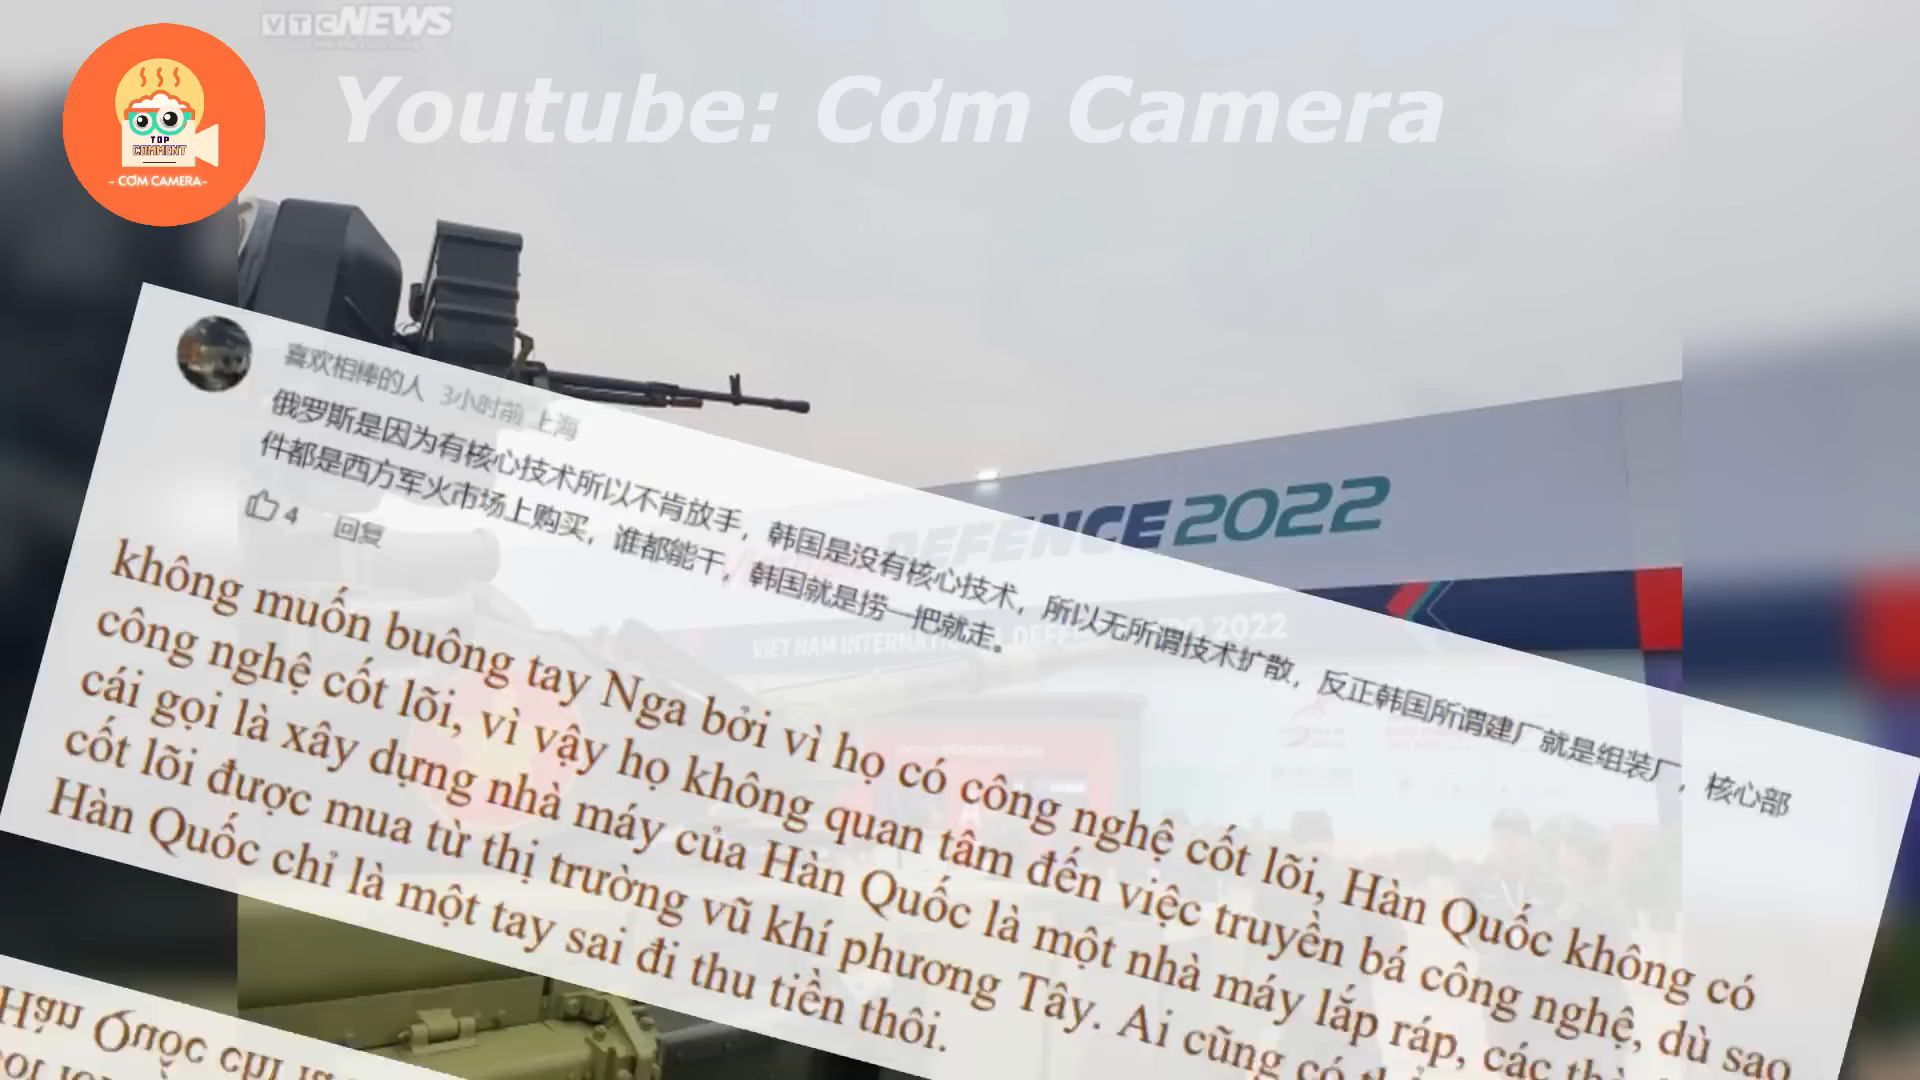 VTC NEWS
Youtube: Cơm Camera
TOP
COMMENT
- CƠM CAMERA-
DEFENCE 2022
VIET NAM INTERNATIONAL DEFENCE EXPO 2022
喜欢相棒的人 3小时前 上海
俄罗斯是因为有核心技术所以不肯放手，韩国是没有核心技术，所以无所谓技术扩散，反正韩国所谓建厂就是组装厂，核心部
件都是西方军火市场上购买，谁都能干，韩国就是捞一把就走。
4 回复
không muốn buông tay Nga bởi vì họ có công nghệ cốt lõi, Hàn Quốc không có
công nghệ cốt lõi, vì vậy họ không quan tâm đến việc truyền bá công nghệ, dù sao
cái gọi là xây dựng nhà máy của Hàn Quốc là một nhà máy lắp ráp, các
cốt lõi được mua từ thị trường vũ khí phương Tây. Ai cũng có
Hàn Quốc chỉ là một tay sai đi thu tiền thôi.